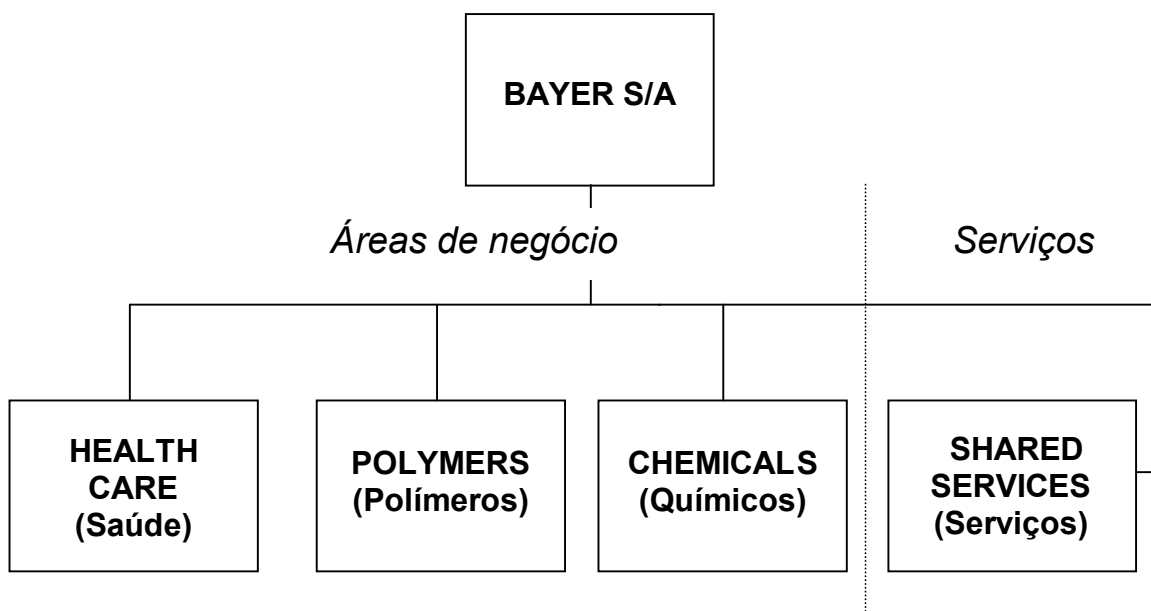 BAYER S/A
Áreas de negócio
Serviços
HEALTH
CARE
(Saúde)
POLYMERS
(Polímeros)
CHEMICALS
(Químicos)
SHARED
SERVICES
(Serviços)